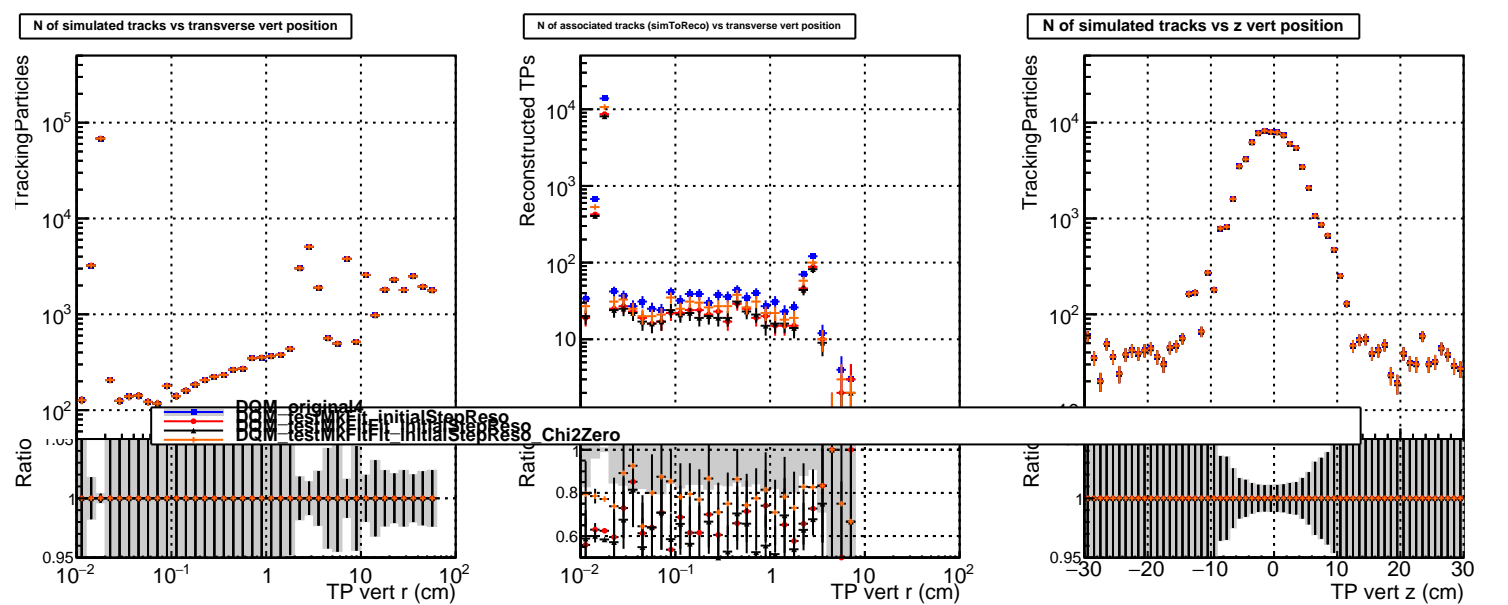 N of simulated tracks vs transverse vert position
N of associated tracks (simToReco) vs transverse vert position
N of simulated tracks vs z vert position
TrackingParticles
10^5
10^4
10^3
10^2
Reconstructed TPs
10^4
10^3
10^2
10
TrackingParticles
10^4
10^3
10^2
10
DQM_original4
DQM_testMkFit_initialStepReso
DQM_testMkFitFit_initialStepReso
DQM_testMkFitFit_initialStepReso_Chi2Zero
Ratio
1.05
1
0.95
10^−2 10^−1 1 10 10^2
TP vert r (cm)
Ratio
1
0.8
0.6
10^−2 10^−1 1 10 10^2
TP vert r (cm)
Ratio
1
0.95
−30 −20 −10 0 10 20 30
TP vert z (cm)